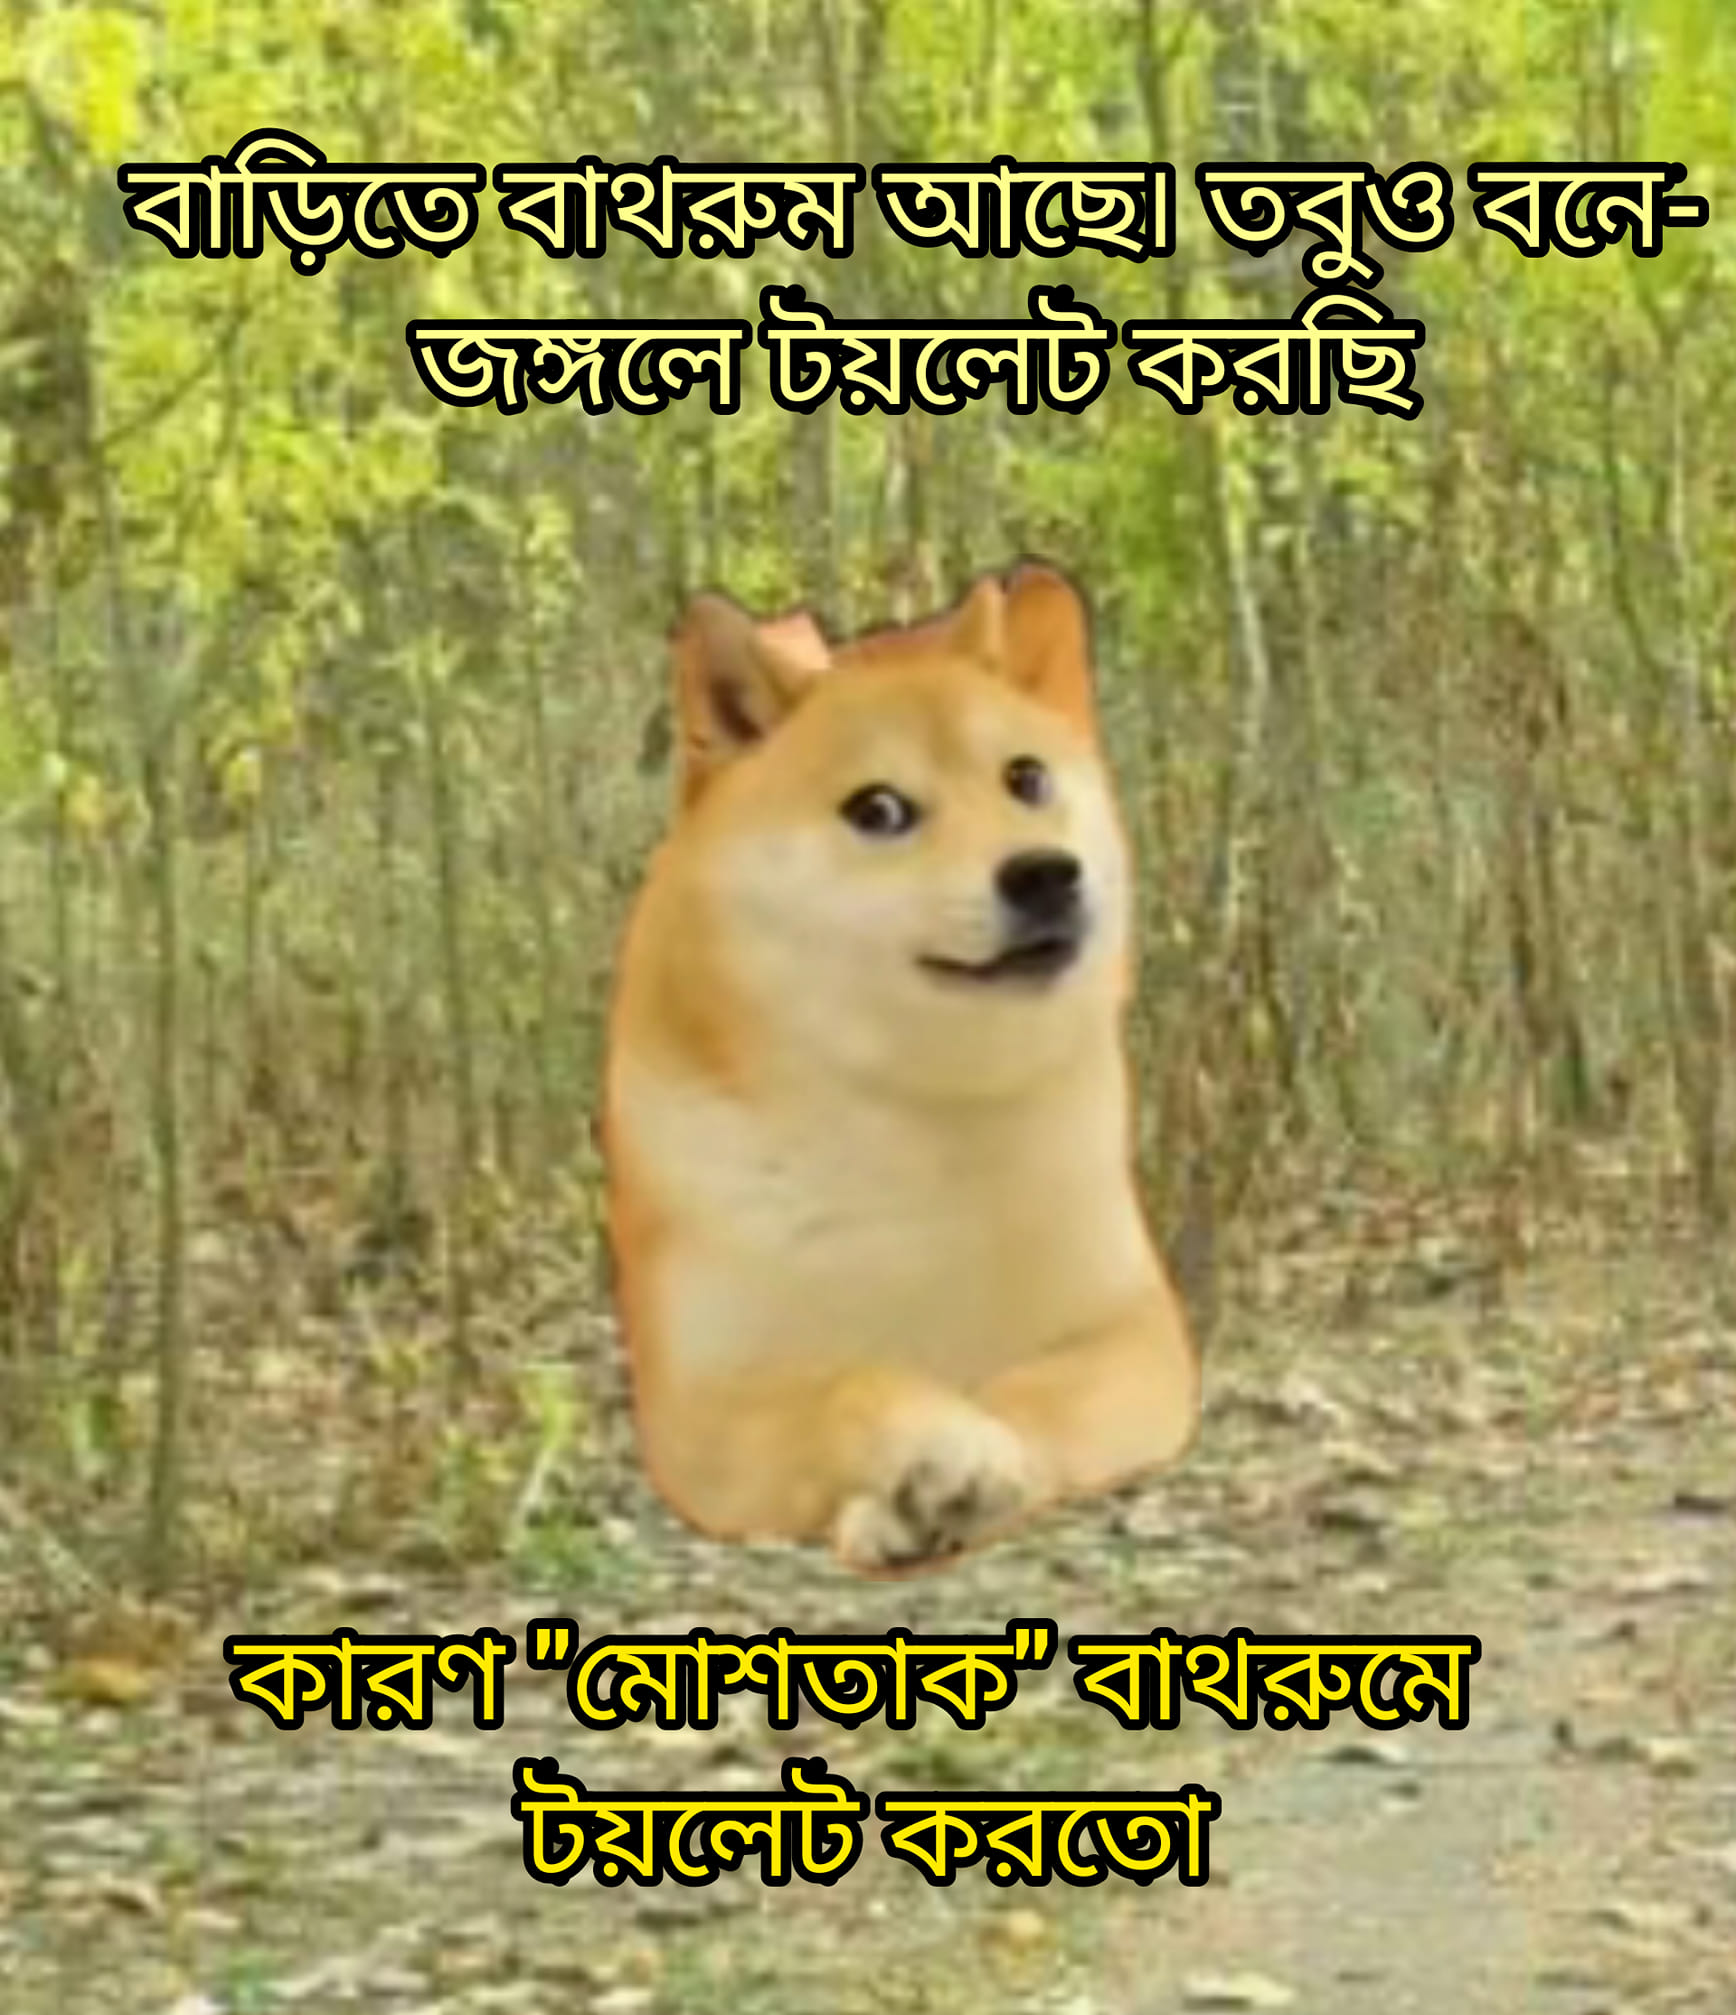 বাড়িতে বাথরুম আছে। তবুও বনে-
জঙ্গলে টয়লেট করছি
কারণ "মোশতাক" বাথরুমে
টয়লেট করতো